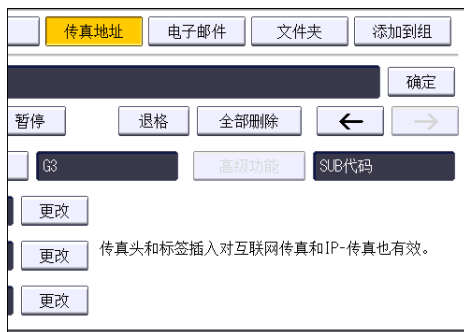 传真地址 电子邮件 文件夹 添加到组
确定
暂停 退格 全部删除 ← →
G3 高级功能 SUB代码
更改
更改 传真头和标签插入对互联网传真和IP-传真也有效。
更改